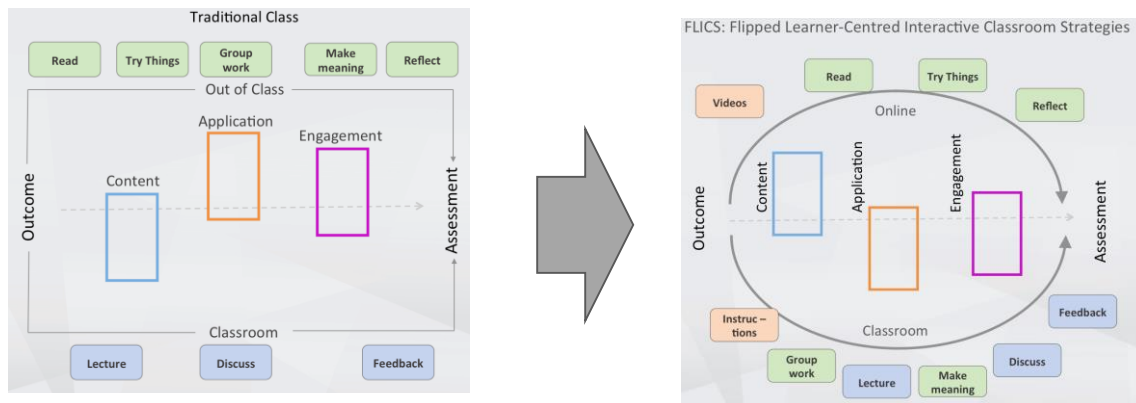 Traditional Class
Read
Try Things
Group
work
Make
meaning
Reflect
Out of Class
Application
Engagement
Content
Outcome
Assessment
Classroom
Lecture
Discuss
Feedback
FLICS: Flipped Learner-Centred Interactive Classroom Strategies
Read
Try Things
Videos
Reflect
Online
Content
Application
Engagement
Outcome
Assessment
Instruc –
tions
Classroom
Feedback
Group
work
Lecture
Make
meaning
Discuss